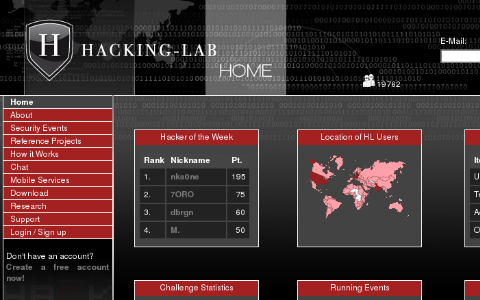 H HACKING-LAB
HOME
E-Mail:
19762
Home
About
Security Events
Reference Projects
How it Works
Chat
Mobile Services
Download
Research
Support
Login / Sign up
Don't have an account?
Create a free account
now!
Hacker of the Week
Rank Nickname Pt.
1. nks0ne 195
2. 7ORO 75
3. dbrgn 60
4. M. 50
Location of HL Users
Challenge Statistics
Running Events